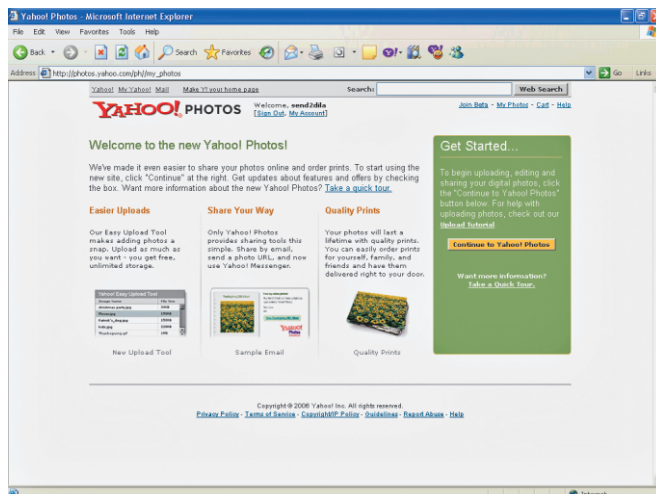 Yahoo! Photos - Microsoft Internet Explorer
File Edit View Favorites Tools Help
Back Search Favorites
Address http://photos.yahoo.com/ph//my_photos Go Links
Yahoo! My Yahoo! Mail Make Y! your home page Search: Web Search
YAHOO! PHOTOS Welcome, send2dila
[Sign Out, My Account]
Join Beta - My Photos - Cart - Help
Welcome to the new Yahoo! Photos!
We've made it even easier to share your photos online and order prints. To start using the
new site, click "Continue" at the right. Get updates about features and offers by checking
the box. Want more information about the new Yahoo! Photos? Take a quick tour.
Easier Uploads
Our Easy Upload Tool
makes adding photos a
snap. Upload as much as
you want - you get free,
unlimited storage.
Yahoo! Easy Upload Tool
Image Name File Size
New Upload Tool
Share Your Way
Only Yahoo! Photos
provides sharing tools this
simple. Share by email,
send a photo URL, and now
use Yahoo! Messenger.
YAHOO!
Photos
Sample Email
Quality Prints
Your photos will last a
lifetime with quality prints.
You can easily order prints
for yourself, family, and
friends and have them
delivered right to your door.
Quality Prints
Get Started...
To begin uploading, editing and
sharing your digital photos, click
the "Continue to Yahoo! Photos"
button below. For help with
uploading photos, check out our
Upload Tutorial
Continue to Yahoo! Photos
Want more information?
Take a Quick Tour.
Copyright © 2006 Yahoo! Inc. All rights reserved.
Privacy Policy - Terms of Service - Copyright/IP Policy - Guidelines - Report Abuse - Help
Internet